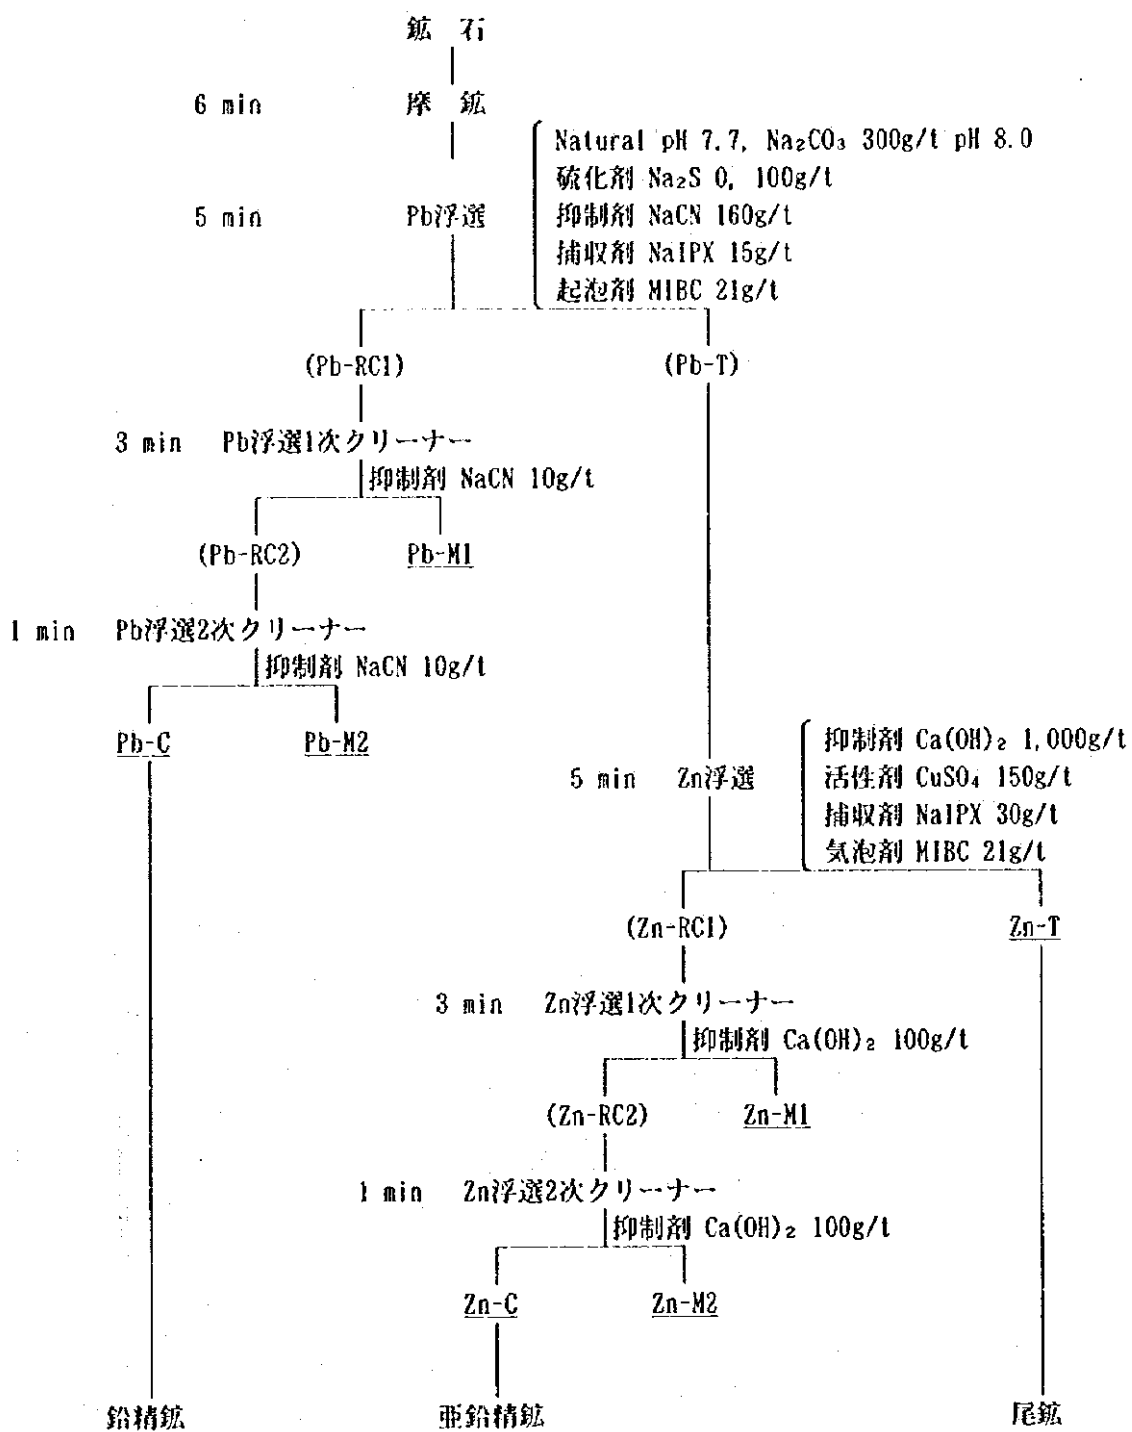 鉱 石
6 min 摩 鉱
Natural pH 7.7, Na₂CO₃ 300g/t pH 8.0
硫化剤 Na₂S 0, 100g/t
5 min Pb浮選
抑制剤 NaCN 160g/t
捕収剤 NaIPX 15g/t
起泡剤 MIBC 21g/t
(Pb-RC1) (Pb-T)
3 min Pb浮選1次クリーナー
抑制剤 NaCN 10g/t
(Pb-RC2) Pb-M1
1 min Pb浮選2次クリーナー
抑制剤 NaCN 10g/t
Pb-C Pb-M2
抑制剤 Ca(OH)₂ 1,000g/t
5 min Zn浮選
活性剤 CuSO₄ 150g/t
捕収剤 NaIPX 30g/t
気泡剤 MIBC 21g/t
(Zn-RC1) Zn-T
3 min Zn浮選1次クリーナー
抑制剤 Ca(OH)₂ 100g/t
(Zn-RC2) Zn-M1
1 min Zn浮選2次クリーナー
抑制剤 Ca(OH)₂ 100g/t
Zn-C Zn-M2
鉛精鉱 亜鉛精鉱 尾鉱